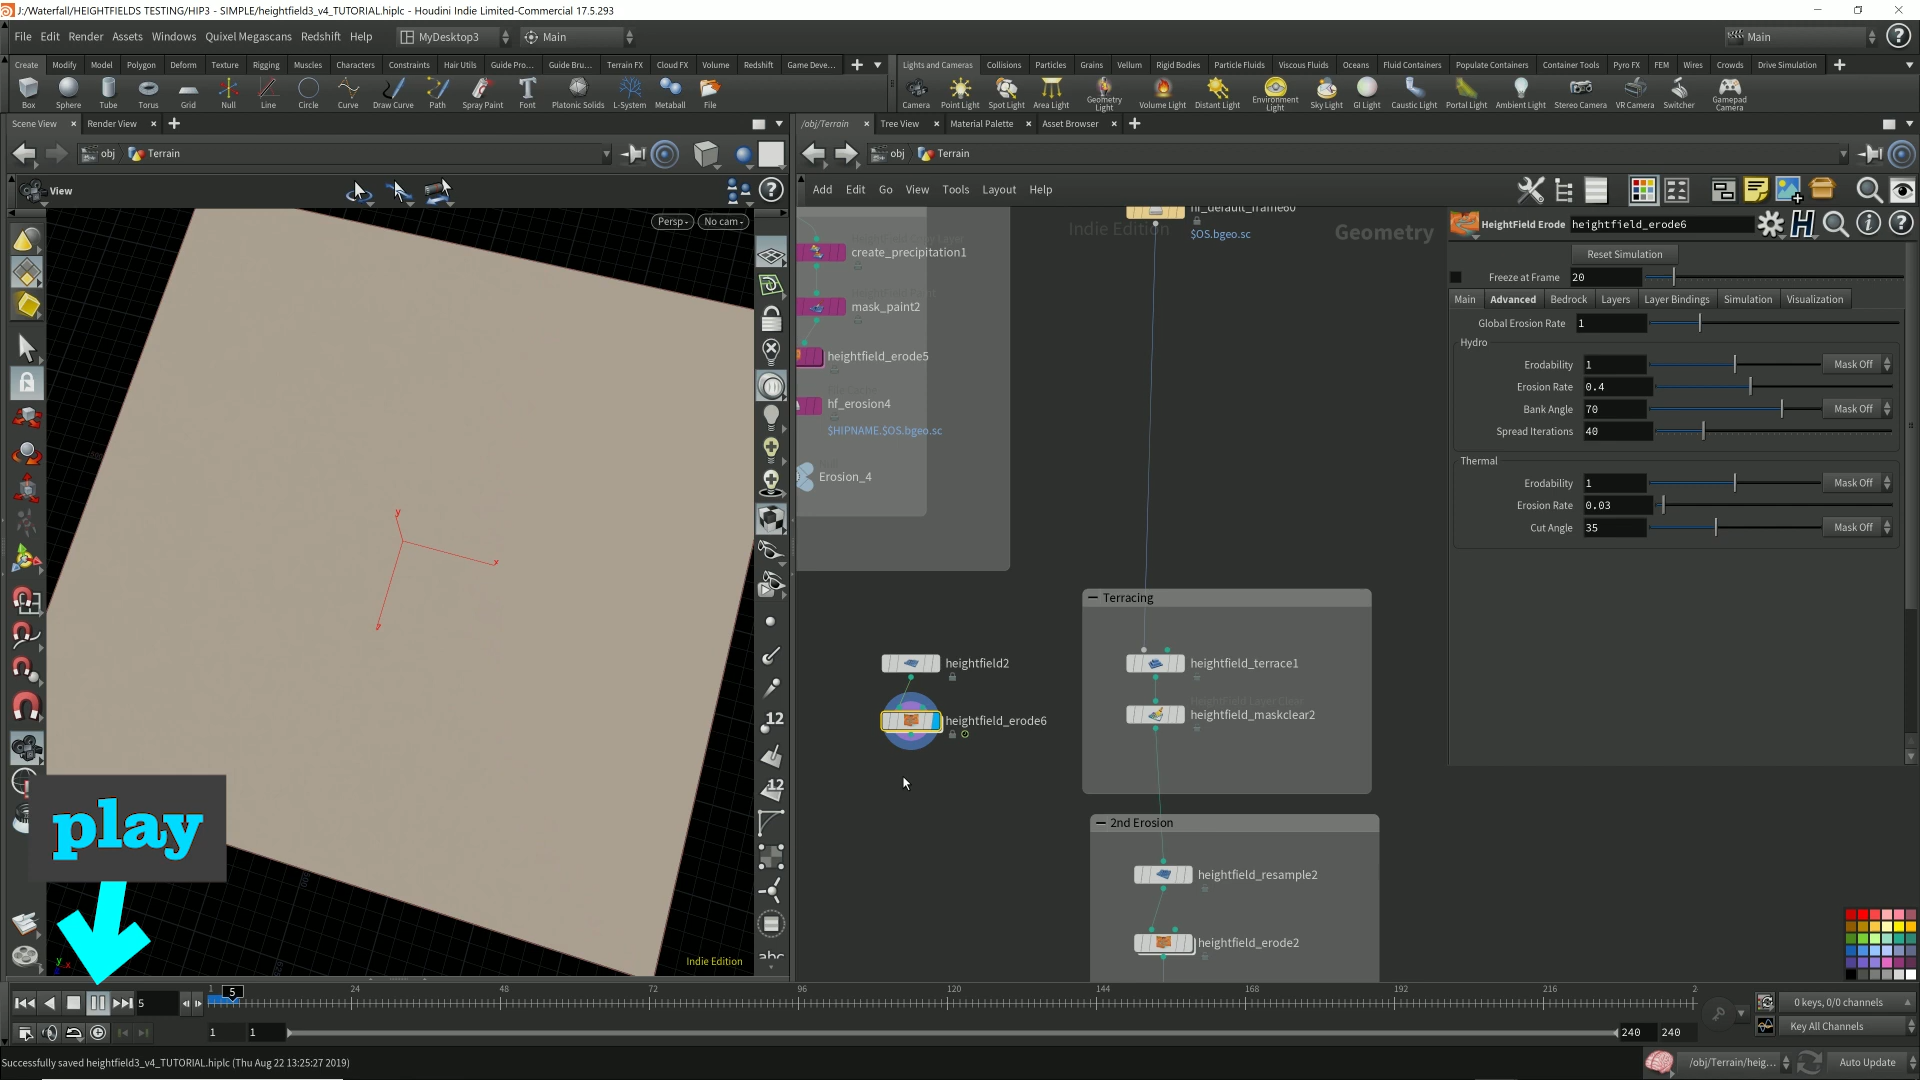 J:/Waterfall/HEIGHTFIELDS TESTING/HIP3 - SIMPLE/heightfield3_v4_TUTORIAL.hiplc - Houdini Indie Limited-Commercial 17.5.293
File Edit Render Assets Windows Quixel Megascans Redshift Help MyDesktop3 Main Main
Create Modify Model Polygon Deform Texture Rigging Muscles Characters Constraints Hair Utils Guide Pro... Guide Bru... Terrain FX Cloud FX Volume Redshift Game Deve... Lights and Cameras Collisions Particles Grains Vellum Rigid Bodies Particle Fluids Viscous Fluids Oceans Fluid Containers Populate Containers Container Tools Pyro FX FEM Wires Crowds Drive Simulation
Box Sphere Tube Torus Grid Null Line Circle Curve Draw Curve Path Spray Paint Font Platonic Solids L-System Metaball File Camera Point Light Spot Light Area Light Geometry Light Volume Light Distant Light Environment Light Sky Light GI Light Caustic Light Portal Light Ambient Light Stereo Camera VR Camera Switcher Gamepad Camera
Scene View Render View /obj/Terrain Tree View Material Palette Asset Browser
obj Terrain obj Terrain
View Add Edit Go View Tools Layout Help
Persp No cam
Indie Edition Geometry
hf_default_frame60
$OS.bgeo.sc
create_precipitation1
mask_paint2
heightfield_erode5
File Cache
hf_erosion4
$HIPNAME.$OS.bgeo.sc
Erosion_4
heightfield2
heightfield_erode6
Terracing
heightfield_terrace1
HeightField Layer Clear
heightfield_maskclear2
2nd Erosion
heightfield_resample2
heightfield_erode2
HeightField Erode heightfield_erode6
Reset Simulation
Freeze at Frame 20
Main Advanced Bedrock Layers Layer Bindings Simulation Visualization
Global Erosion Rate 1
Hydro
Erodability 1 Mask Off
Erosion Rate 0.4
Bank Angle 70 Mask Off
Spread Iterations 40
Thermal
Erodability 1 Mask Off
Erosion Rate 0.03
Cut Angle 35 Mask Off
y
x
z
12
12
abc
play
Indie Edition
5 1 5 24 48 72 96 120 144 168 192 216 2
0 keys, 0/0 channels
1 1 240 240 Key All Channels
Successfully saved heightfield3_v4_TUTORIAL.hiplc (Thu Aug 22 13:25:27 2019) /obj/Terrain/heig... Auto Update